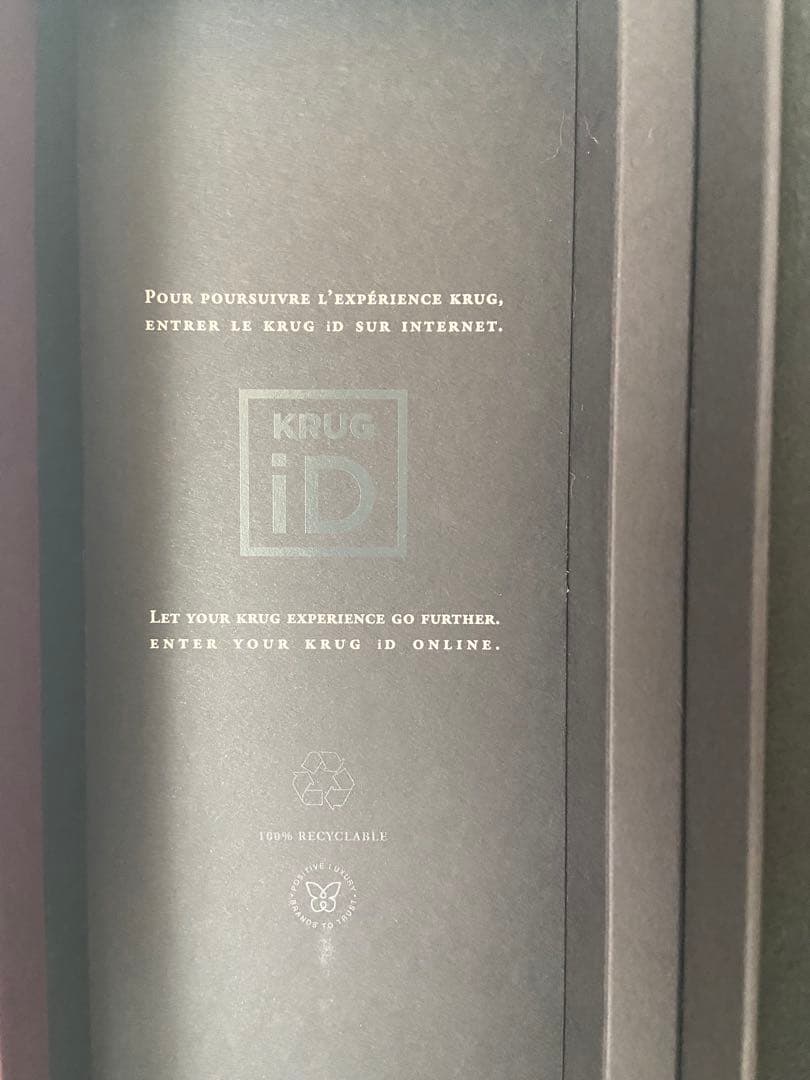 POUR POURSUIVRE L'EXPÉRIENCE KRUG,
ENTRER LE KRUG iD SUR INTERNET.
KRUG
iD
LET YOUR KRUG EXPERIENCE GO FURTHER.
ENTER YOUR KRUG iD ONLINE.
100% RECYCLABLE
POSITIVE LUXURY
BRANDS TO TRUST